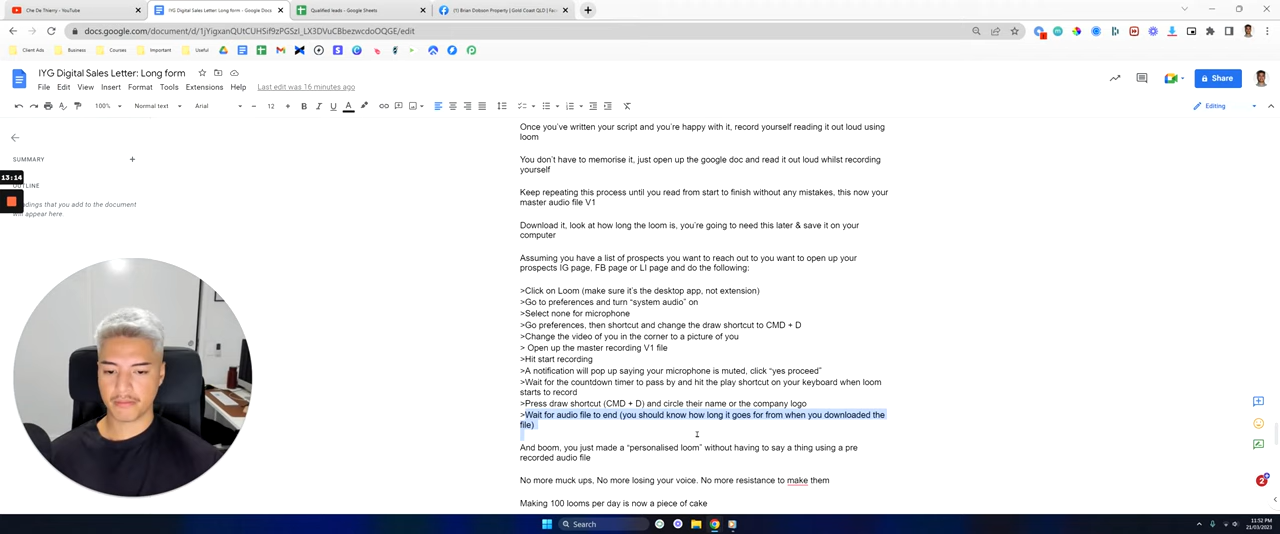 Che De Thierry - YouTube
IYG Digital Sales Letter: Long form - Google Docs
Qualified leads - Google Sheets
(1) Brian Dobson Property | Gold Coast QLD | Fac
docs.google.com/document/d/1jYigxanQUtCUHSif9zPGSzI_LX3DVuCBbezwcdoOQGE/edit
Client Ads
Business
Courses
Important
Useful
IYG Digital Sales Letter: Long form
File Edit View Insert Format Tools Extensions Help Last edit was 16 minutes ago
Share
100% Normal text Arial 12
Editing
SUMMARY
13:14
OUTLINE
Headings that you add to the document
will appear here.
Once you've written your script and you're happy with it, record yourself reading it out loud using
loom
You don't have to memorise it, just open up the google doc and read it out loud whilst recording
yourself
Keep repeating this process until you read from start to finish without any mistakes, this now your
master audio file V1
Download it, look at how long the loom is, you're going to need this later & save it on your
computer
Assuming you have a list of prospects you want to reach out to you want to open up your
prospects IG page, FB page or LI page and do the following:
>Click on Loom (make sure it's the desktop app, not extension)
>Go to preferences and turn "system audio" on
>Select none for microphone
>Go preferences, then shortcut and change the draw shortcut to CMD + D
>Change the video of you in the corner to a picture of you
> Open up the master recording V1 file
>Hit start recording
>A notification will pop up saying your microphone is muted, click "yes proceed"
>Wait for the countdown timer to pass by and hit the play shortcut on your keyboard when loom
starts to record
>Press draw shortcut (CMD + D) and circle their name or the company logo
>Wait for audio file to end (you should know how long it goes for from when you downloaded the
file)
And boom, you just made a "personalised loom" without having to say a thing using a pre
recorded audio file
No more muck ups. No more losing your voice. No more resistance to make them
Making 100 looms per day is now a piece of cake
2
Search
11:52 PM
21/03/2023